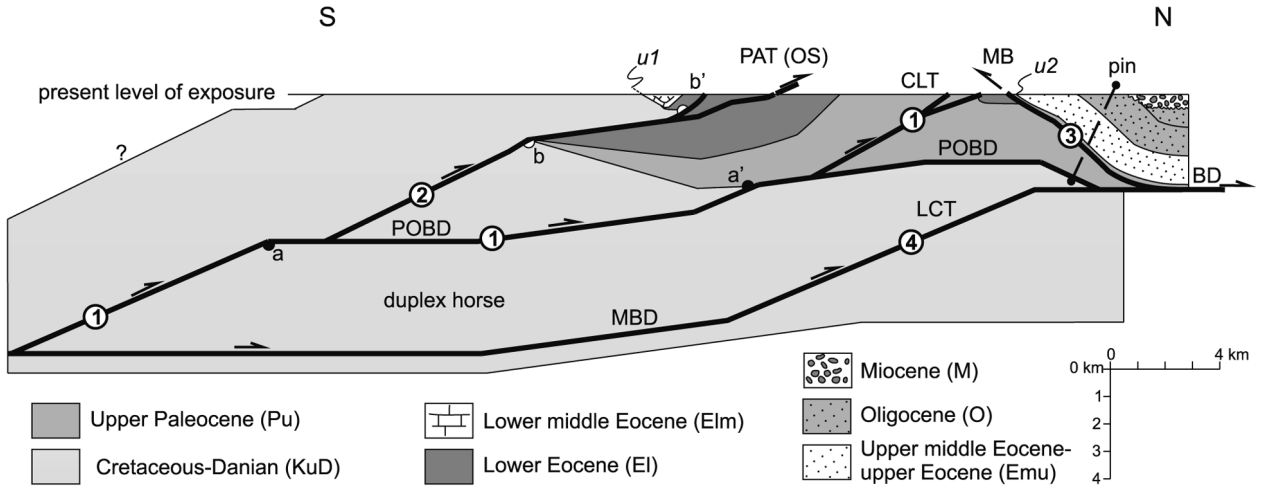 S
N
u1
PAT (OS)
MB
u2
pin
present level of exposure
b'
CLT
1
3
?
b
a'
POBD
BD
2
POBD
1
LCT
a
4
1
duplex horse
MBD
Miocene (M)
0 km
4 km
0 km
1
2
3
4
Upper Paleocene (Pu)
Lower middle Eocene (Elm)
Oligocene (O)
Cretaceous-Danian (KuD)
Lower Eocene (El)
Upper middle Eocene-
upper Eocene (Emu)